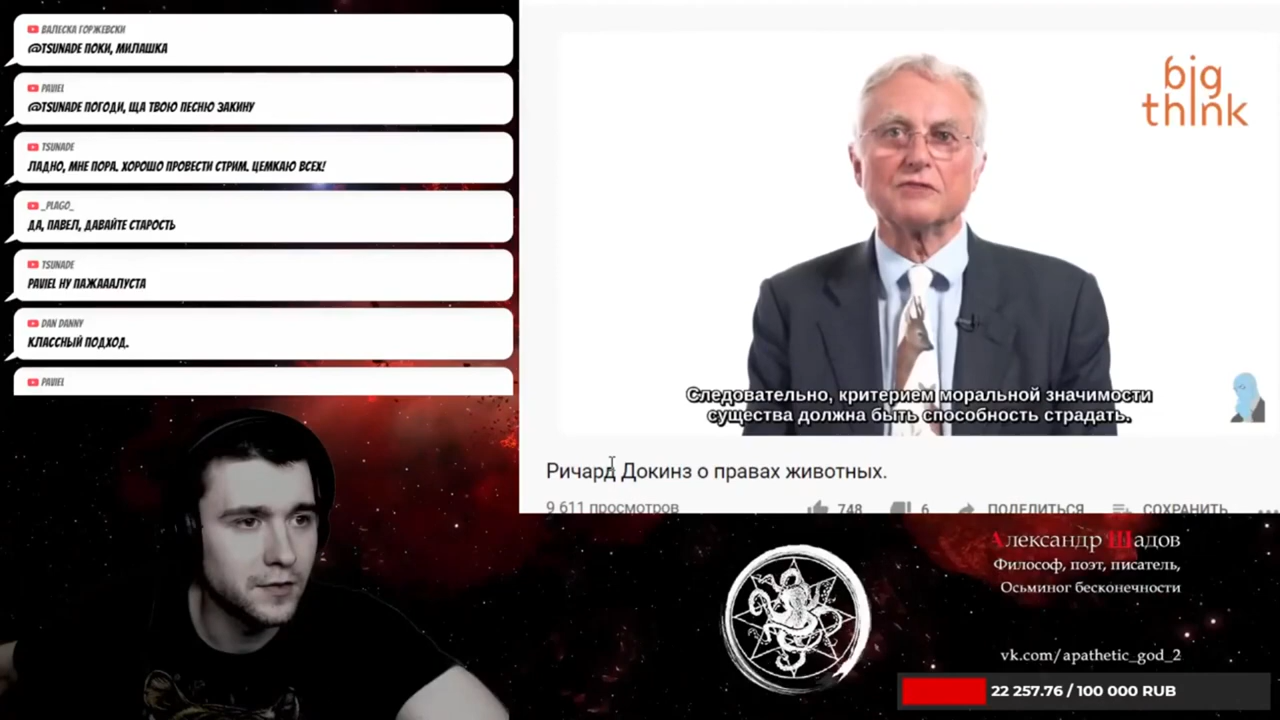 ВАЛЕСКА ГОРЖЕВСКИ
@TSUNADE ПОКИ, МИЛАШКА
PAVIEL
@TSUNADE ПОГОДИ, ЩА ТВОЮ ПЕСНЮ ЗАКИНУ
TSUNADE
ЛАДНО, МНЕ ПОРА. ХОРОШО ПРОВЕСТИ СТРИМ. ЦЕМКАЮ ВСЕХ!
_PLAGO_
ДА, ПАВЕЛ, ДАВАЙТЕ СТАРОСТЬ
TSUNADE
PAVIEL НУ ПАЖАААЛУСТА
DAN DANNY
КЛАССНЫЙ ПОДХОД.
PAVIEL
big
think
Следовательно, критерием моральной значимости
существа должна быть способность страдать.
Ричард Докинз о правах животных.
9 611 просмотров 748 6 ПОДЕЛИТЬСЯ СОХРАНИТЬ
Александр Шадов
Философ, поэт, писатель,
Осьминог бесконечности
vk.com/apathetic_god_2
22 257.76 / 100 000 RUB